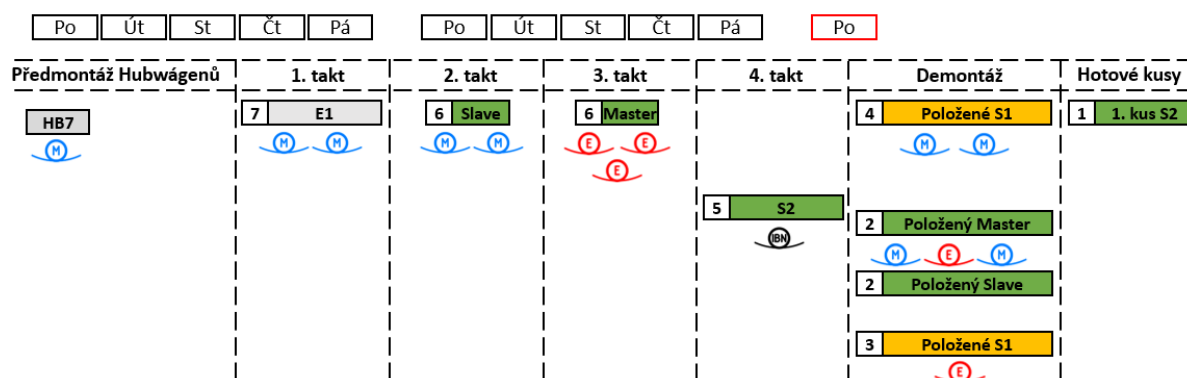 Po Út St Čt Pá Po Út St Čt Pá Po
Předmontáž Hubwágenů 1. takt 2. takt 3. takt 4. takt Demontáž Hotové kusy
HB7 7 E1 6 Slave 6 Master 4 Položené S1 1 1. kus S2
M M M M M E E M M
E
5 S2 2 Položený Master
IBN M E M
2 Položený Slave
3 Položené S1
E